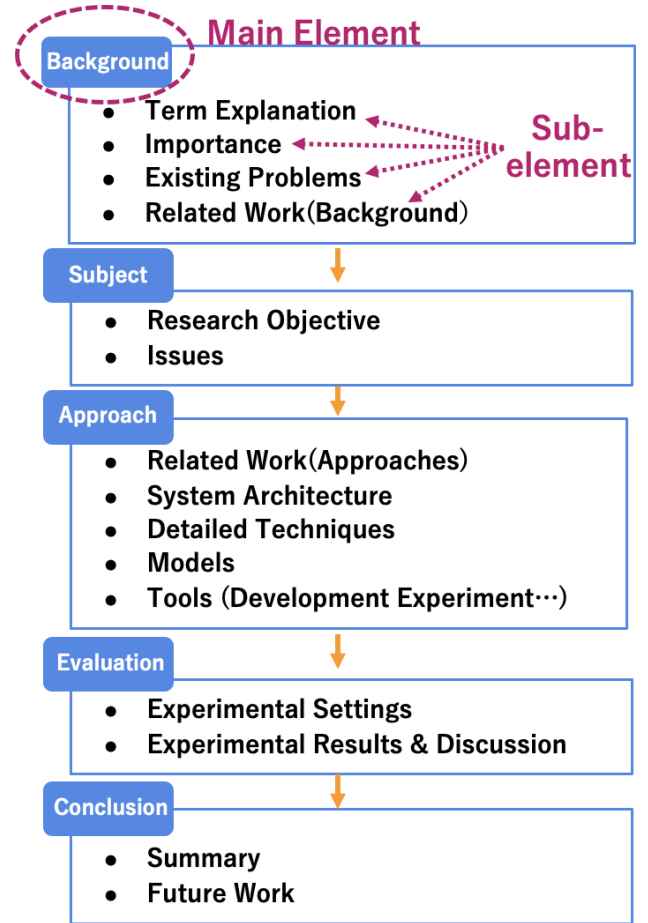 Main Element
Background
● Term Explanation
● Importance
● Existing Problems
● Related Work(Background)
Sub-
element
Subject
● Research Objective
● Issues
Approach
● Related Work(Approaches)
● System Architecture
● Detailed Techniques
● Models
● Tools (Development Experiment…)
Evaluation
● Experimental Settings
● Experimental Results & Discussion
Conclusion
● Summary
● Future Work